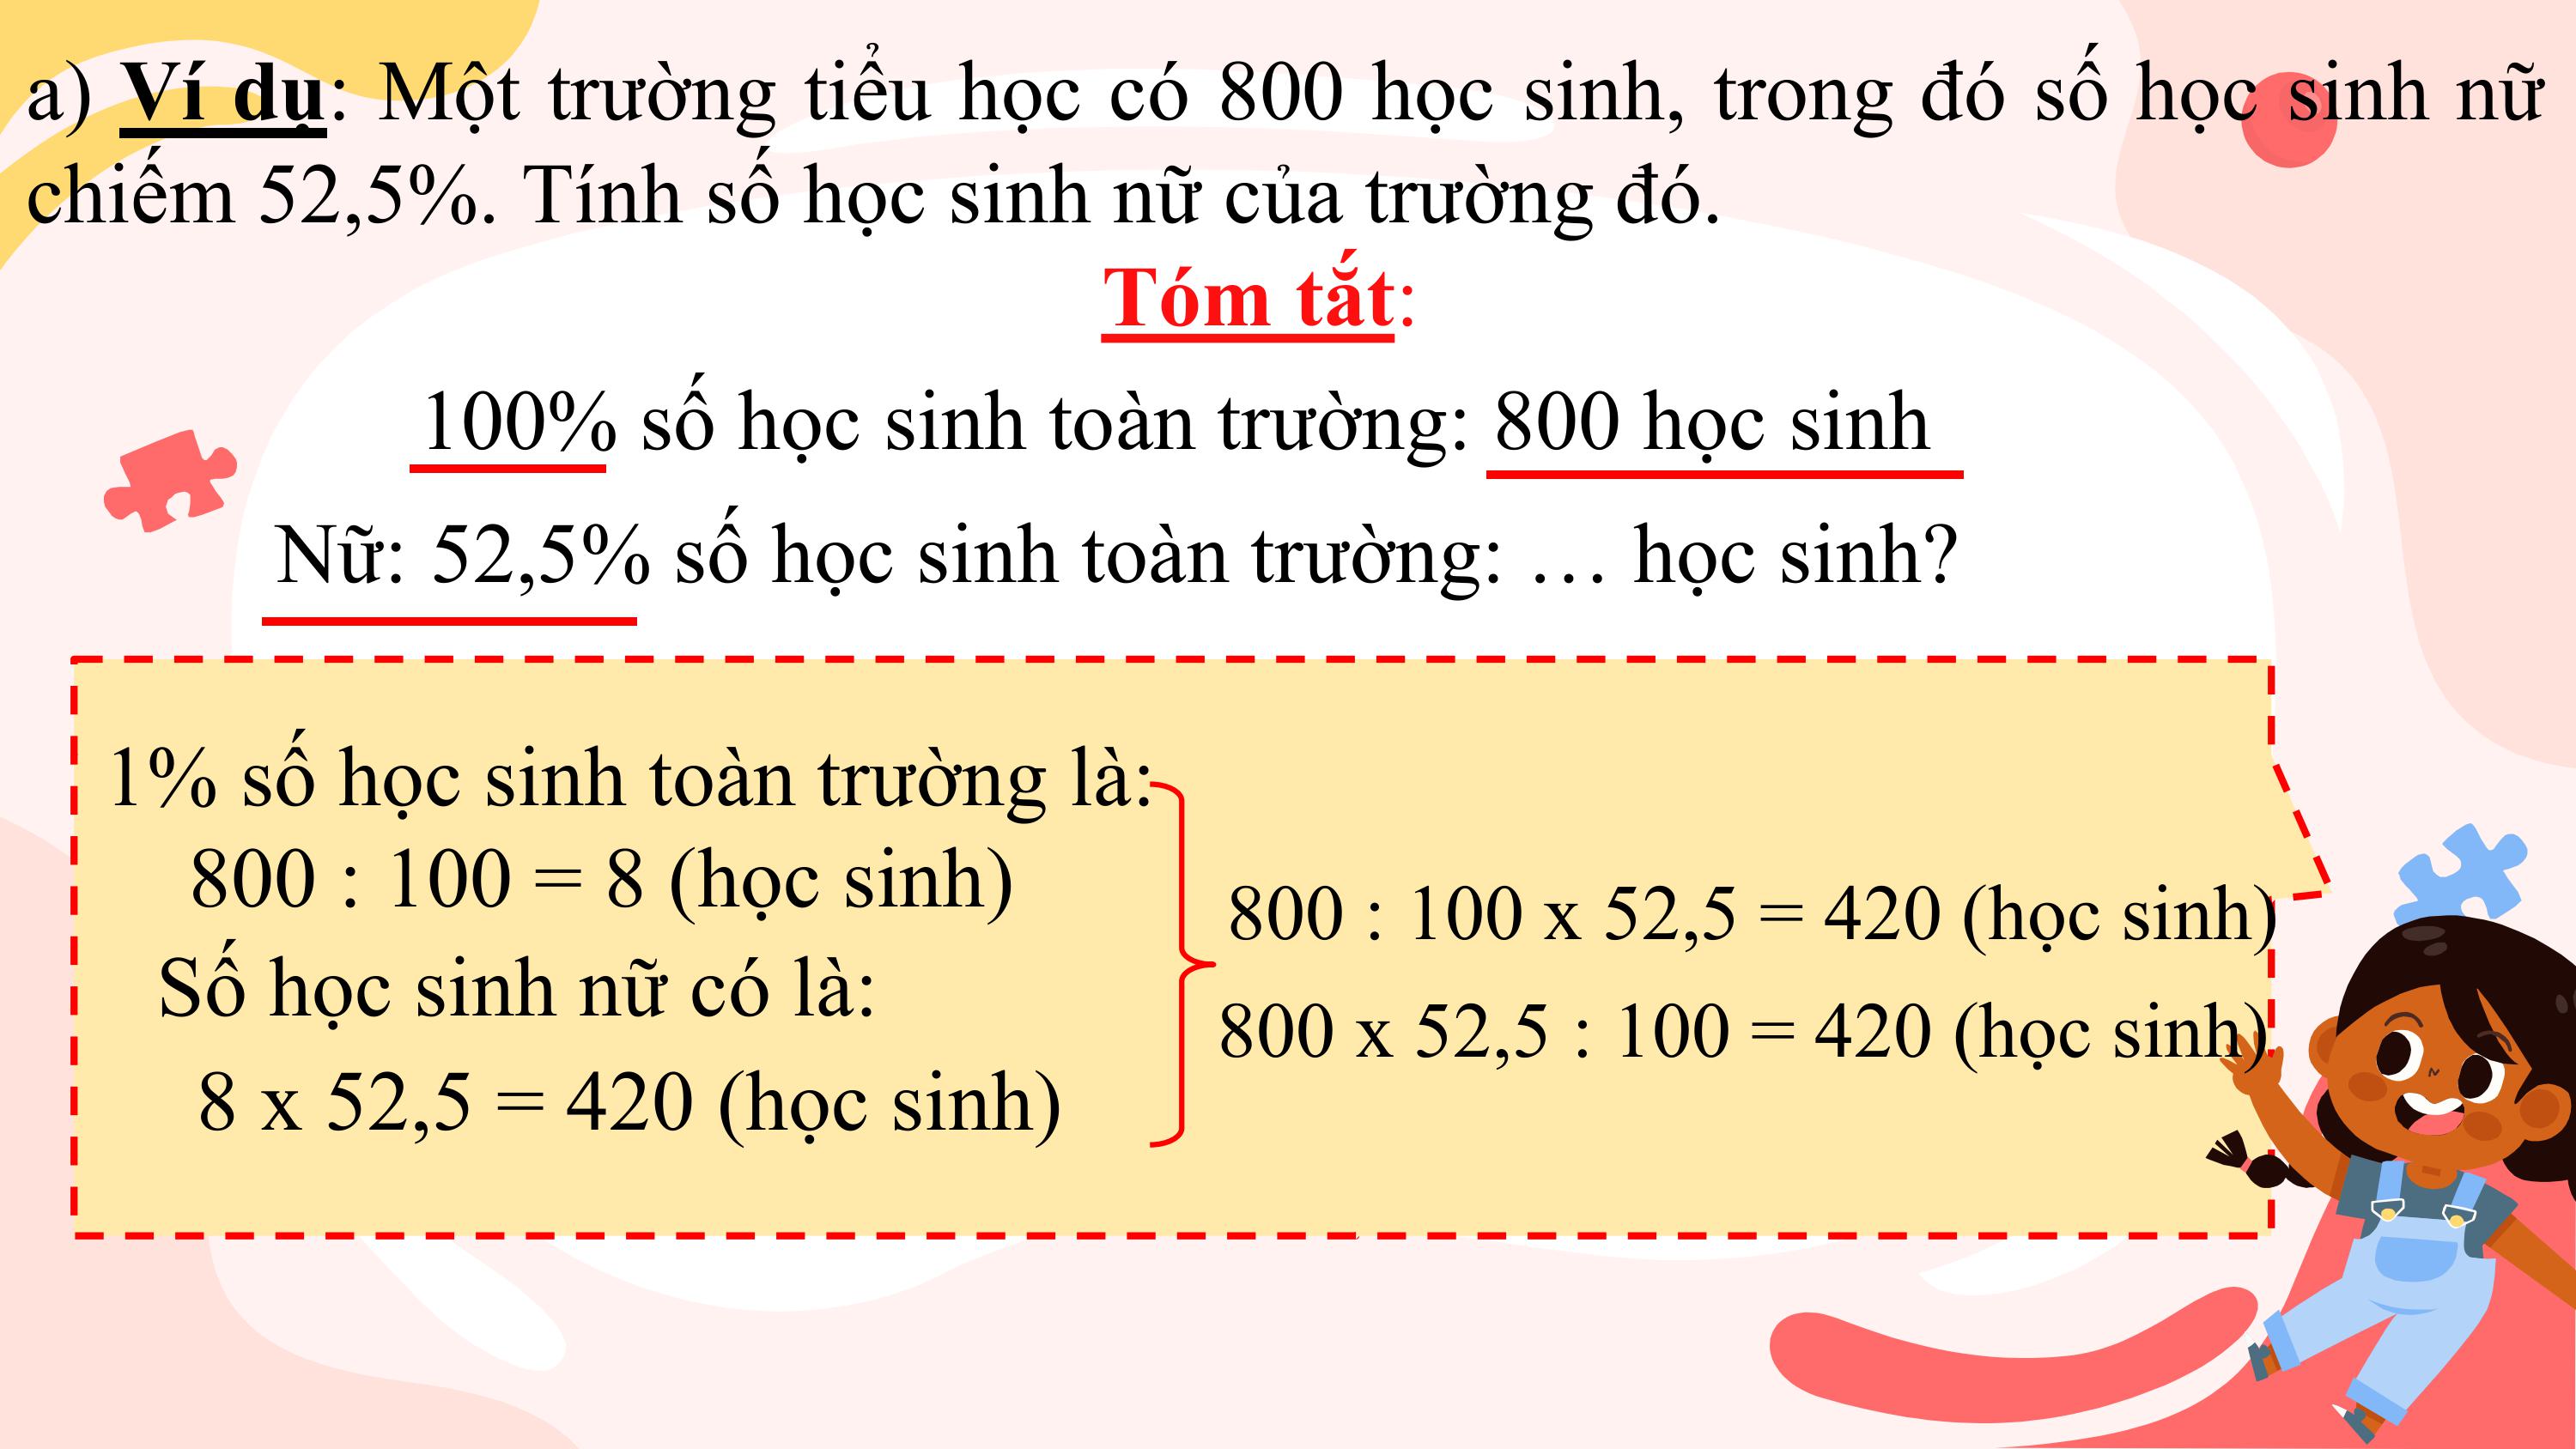 a) Ví dụ: Một trường tiểu học có 800 học sinh, trong đó số học sinh nữ
chiếm 52,5%. Tính số học sinh nữ của trường đó.
Tóm tắt:
100% số học sinh toàn trường: 800 học sinh
Nữ: 52,5% số học sinh toàn trường: … học sinh?
1% số học sinh toàn trường là:
800 : 100 = 8 (học sinh)
Số học sinh nữ có là:
8 x 52,5 = 420 (học sinh)
800 : 100 x 52,5 = 420 (học sinh)
800 x 52,5 : 100 = 420 (học sinh)